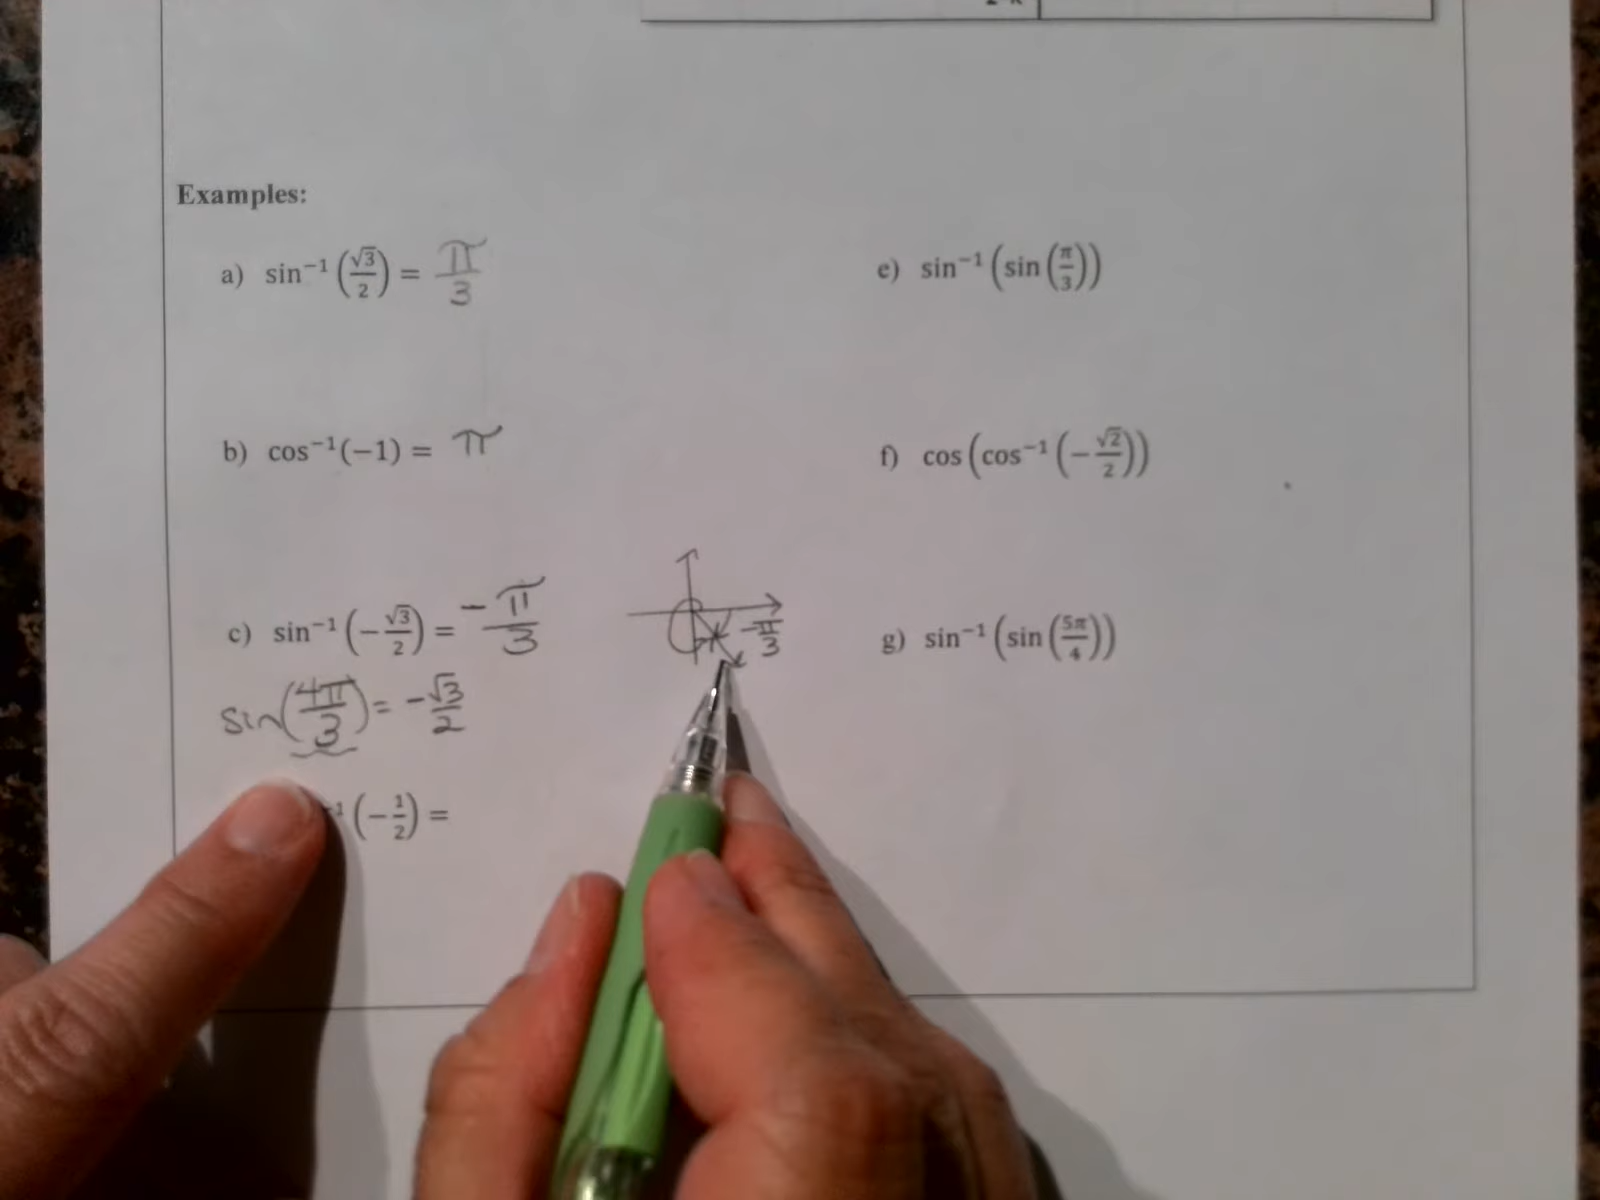 Examples:
a) sin⁻¹(√3/2) = π/3
b) cos⁻¹(−1) = π
c) sin⁻¹(−√3/2) = −π/3
−π/3
sin(4π/3) = −√3/2
⁻¹(−1/2) =
e) sin⁻¹(sin(π/3))
f) cos(cos⁻¹(−√2/2))
g) sin⁻¹(sin(5π/4))